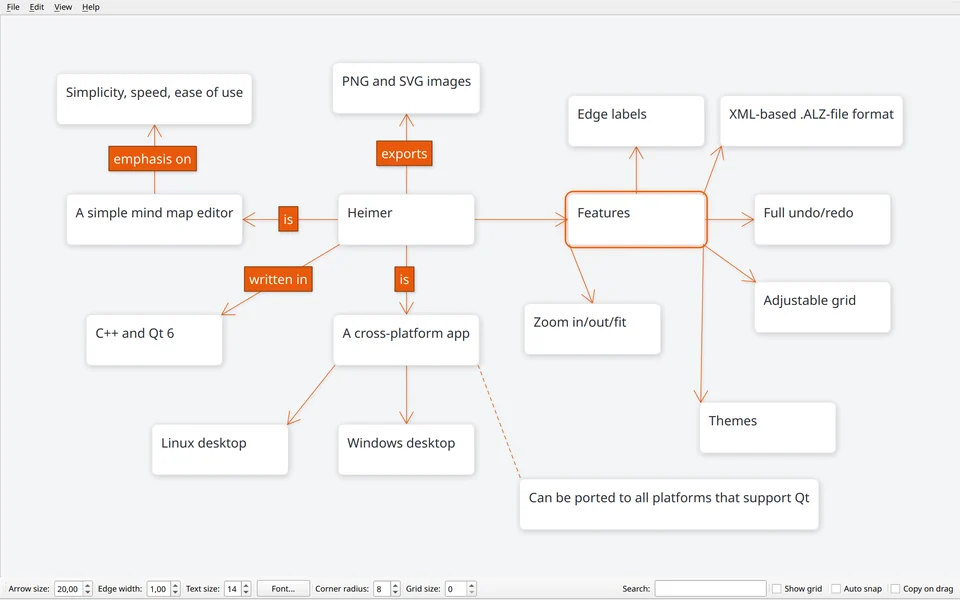 File Edit View Help
PNG and SVG images
Simplicity, speed, ease of use
Edge labels
XML-based .ALZ-file format
emphasis on
exports
A simple mind map editor
is
Heimer
Features
Full undo/redo
written in
is
Adjustable grid
C++ and Qt 6
A cross-platform app
Zoom in/out/fit
Themes
Linux desktop
Windows desktop
Can be ported to all platforms that support Qt
Arrow size: 20,00 Edge width: 1,00 Text size: 14 Font... Corner radius: 8 Grid size: 0 Search: Show grid Auto snap Copy on drag